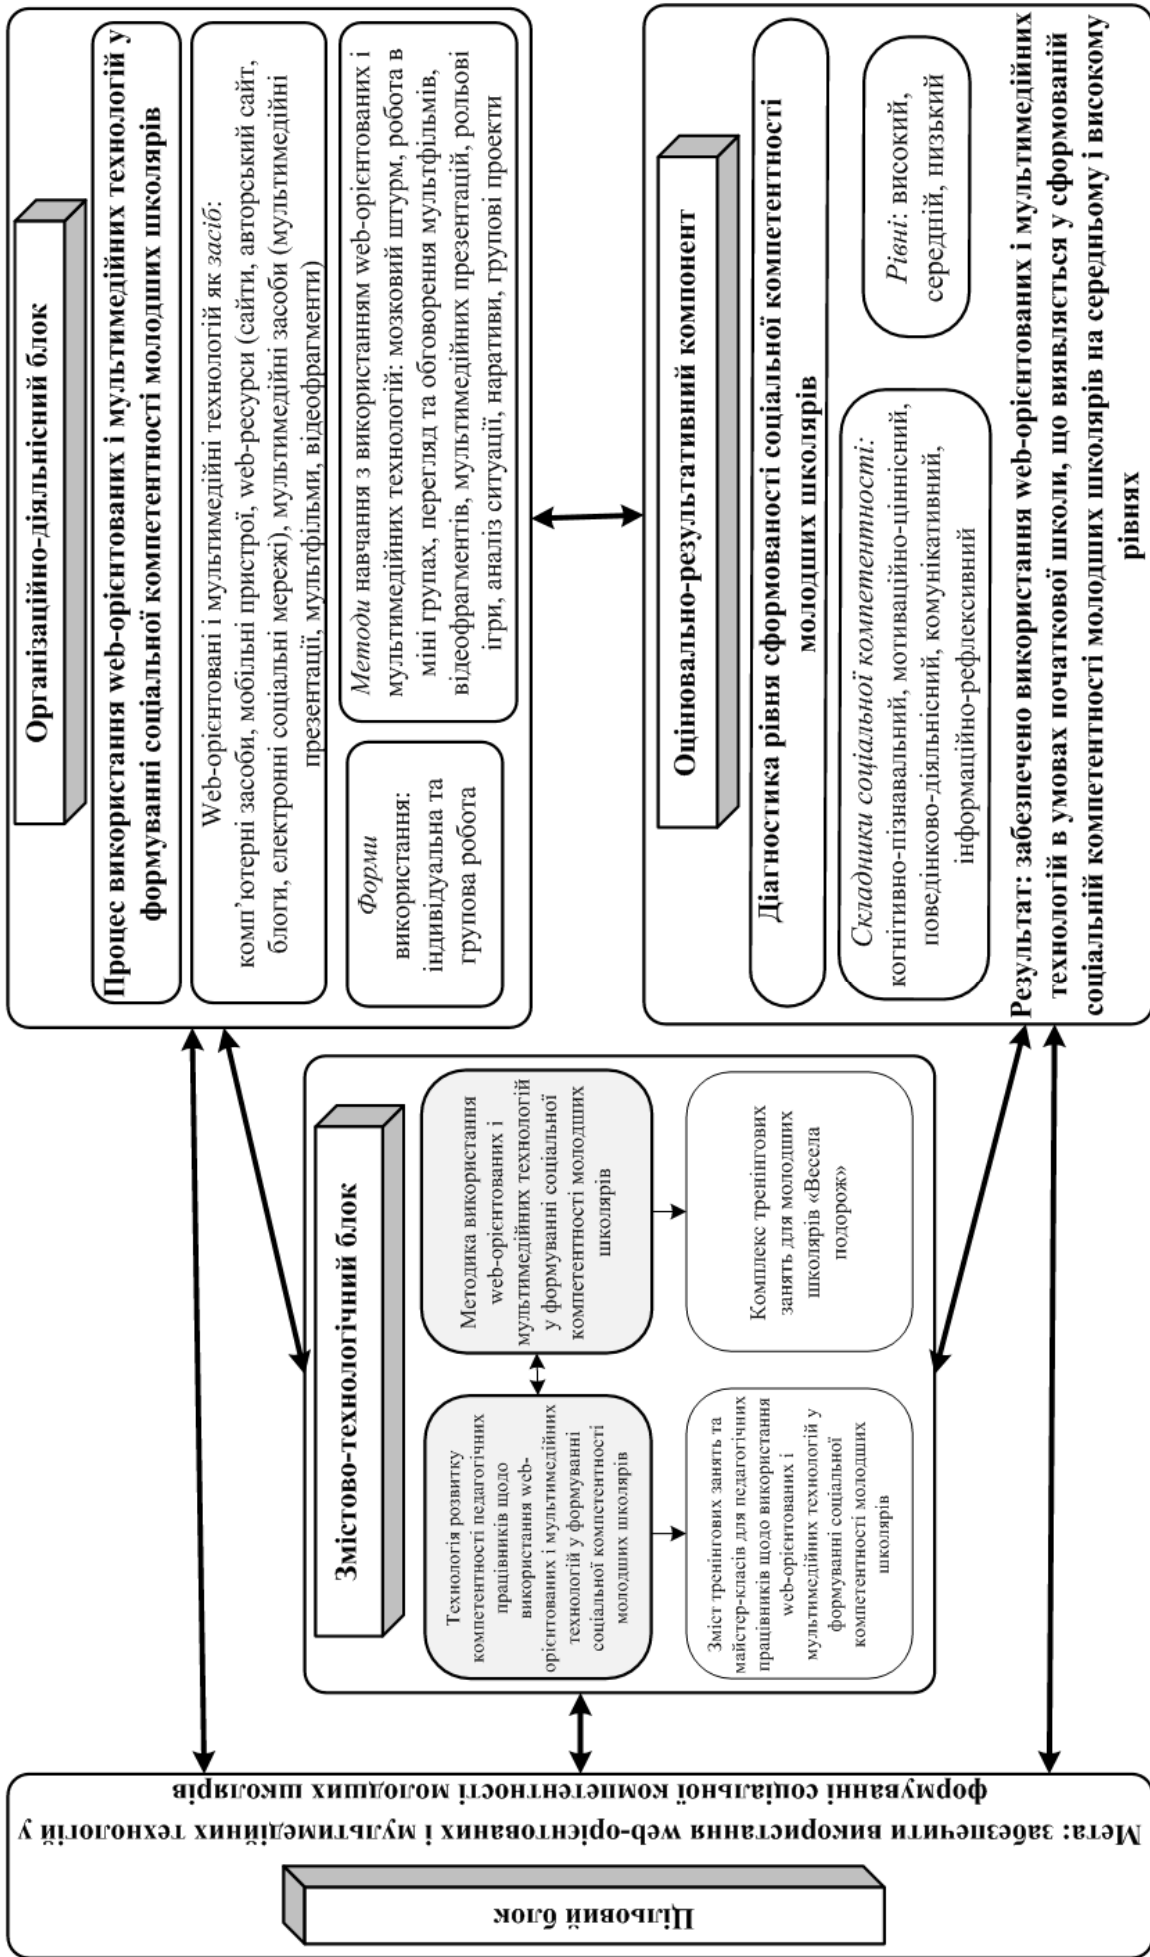 Цільовий блок
Мета: забезпечити використання web-орієнтованих і мультимедійних технологій у
формуванні соціальної компетентності молодших школярів
Змістово-технологічний блок
Технологія розвитку
компетентності педагогічних
працівників щодо
використання web-
орієнтованих і мультимедійних
технологій у формуванні
соціальної компетентності
молодших школярів
Методика використання
web-орієнтованих і
мультимедійних технологій
у формуванні соціальної
компетентності молодших
школярів
Зміст тренінгових занять та
майстер-класів для педагогічних
працівників щодо використання
web-орієнтованих і
мультимедійних технологій у
формуванні соціальної
компетентності молодших
школярів
Комплекс тренінгових
занять для молодших
школярів «Весела
подорож»
Організаційно-діяльнісний блок
Процес використання web-орієнтованих і мультимедійних технологій у
формуванні соціальної компетентності молодших школярів
Web-орієнтовані і мультимедійні технологій як засіб:
комп’ютерні засоби, мобільні пристрої, web-ресурси (сайти, авторський сайт,
блоги, електронні соціальні мережі), мультимедійні засоби (мультимедійні
презентації, мультфільми, відеофрагменти)
Форми
використання:
індивідуальна та
групова робота
Методи навчання з використанням web-орієнтованих і
мультимедійних технологій: мозковий штурм, робота в
міні групах, перегляд та обговорення мультфільмів,
відеофрагментів, мультимедійних презентацій, рольові
ігри, аналіз ситуації, наративи, групові проекти
Оцінювально-результативний компонент
Діагностика рівня сформованості соціальної компетентності
молодших школярів
Складники соціальної компетентності:
когнітивно-пізнавальний, мотиваційно-ціннісний,
поведінково-діяльнісний, комунікативний,
інформаційно-рефлексивний
Рівні: високий,
середній, низький
Результат: забезпечено використання web-орієнтованих і мультимедійних
технологій в умовах початкової школи, що виявляється у сформованій
соціальній компетентності молодших школярів на середньому і високому
рівнях